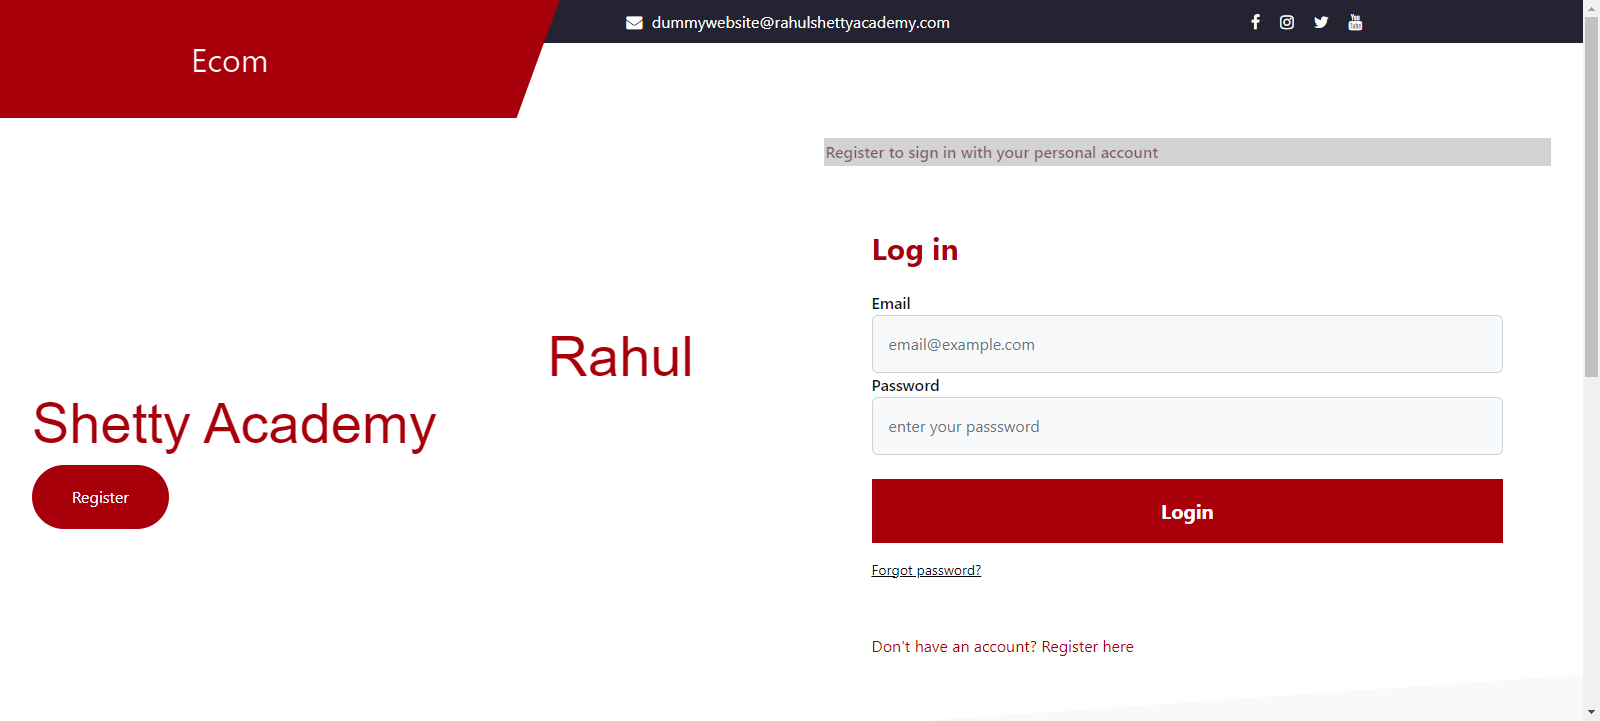 Ecom
dummywebsite@rahulshettyacademy.com
Register to sign in with your personal account
Rahul
Shetty Academy
Register
Log in
Email
email@example.com
Password
enter your passsword
Login
Forgot password?
Don't have an account? Register here